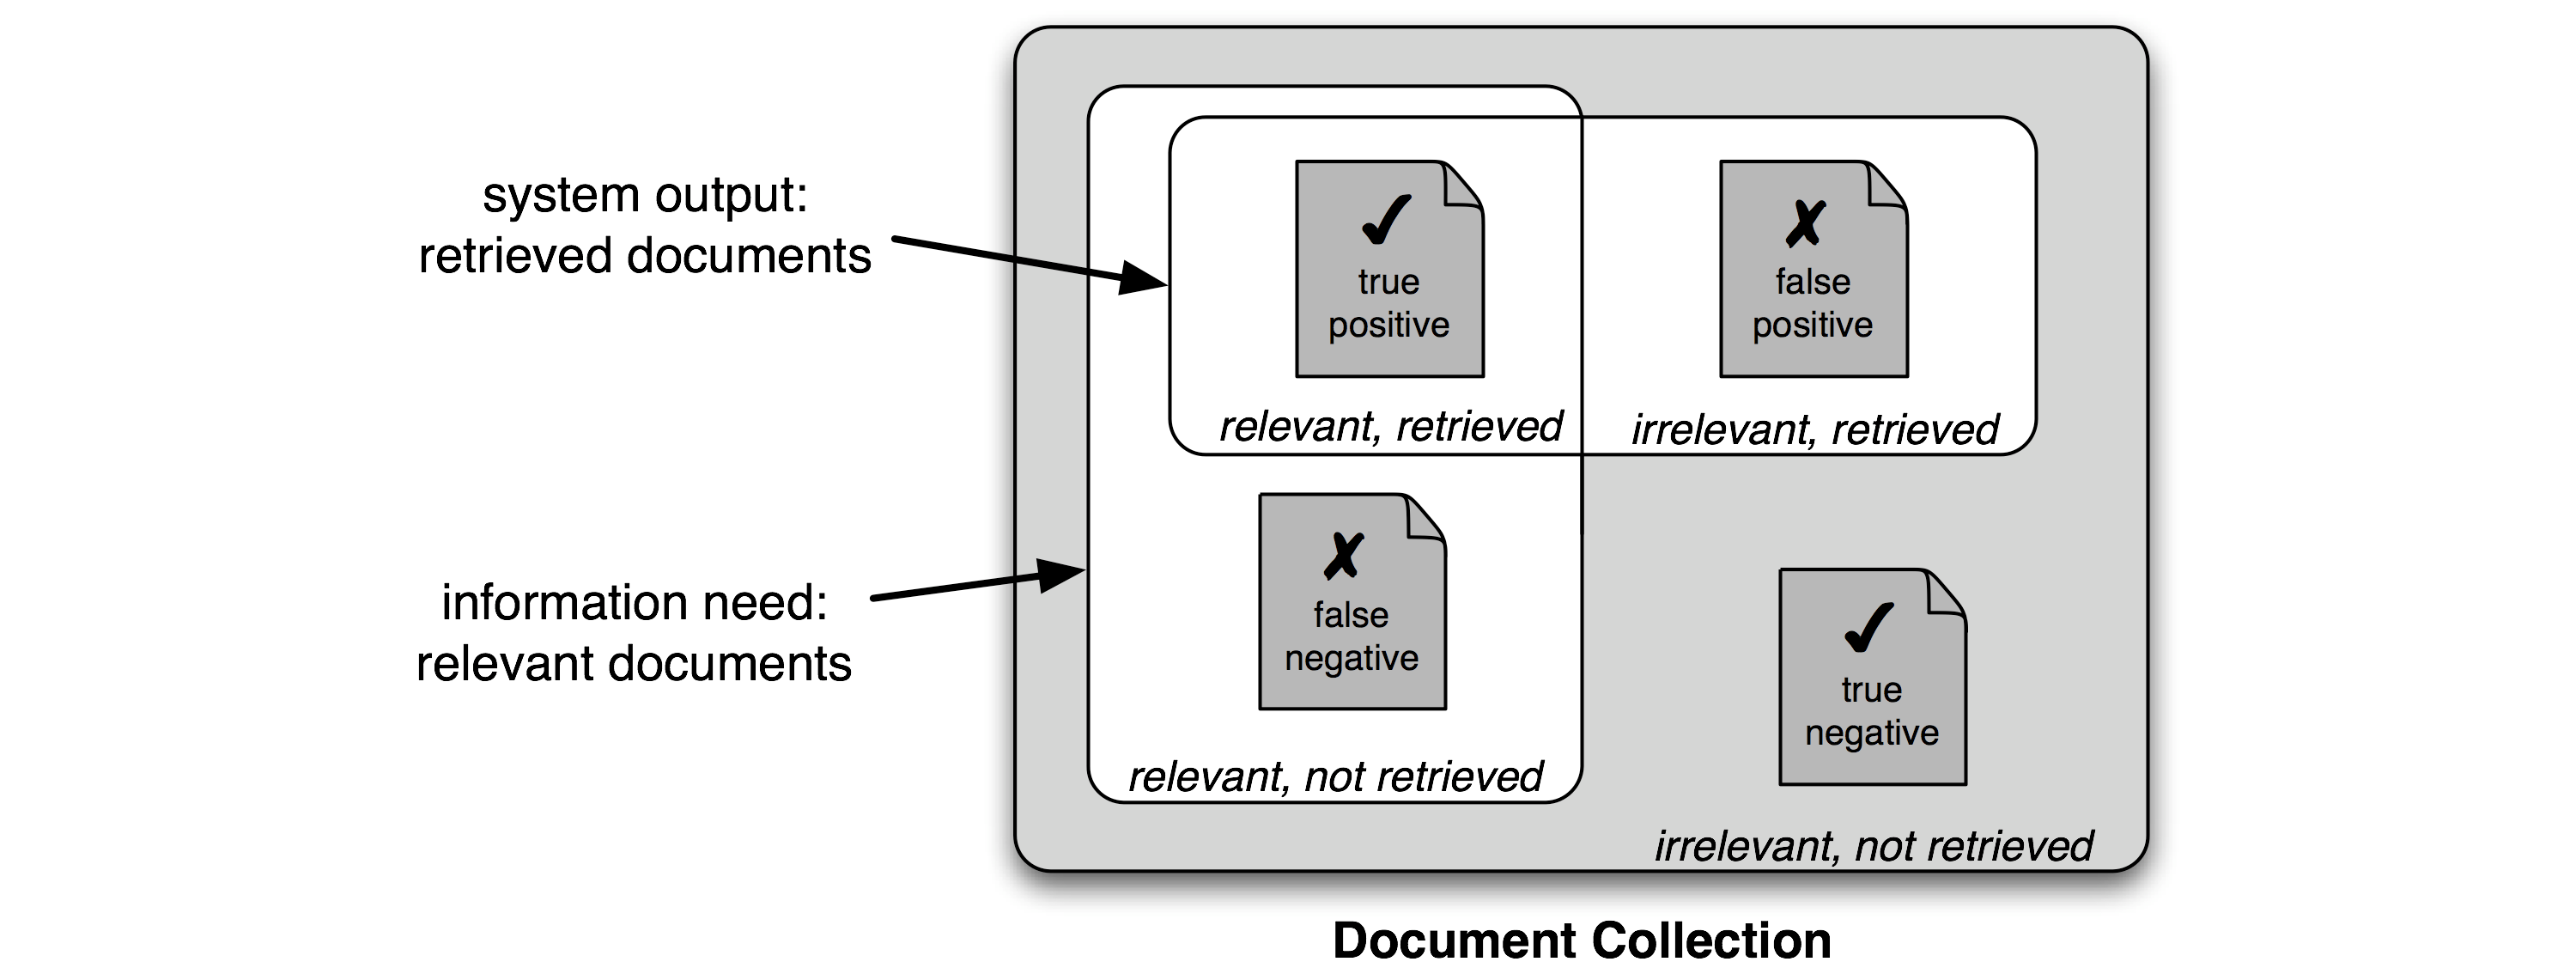 system output:
retrieved documents
true
positive
relevant, retrieved
false
positive
irrelevant, retrieved
information need:
relevant documents
false
negative
relevant, not retrieved
true
negative
irrelevant, not retrieved
Document Collection